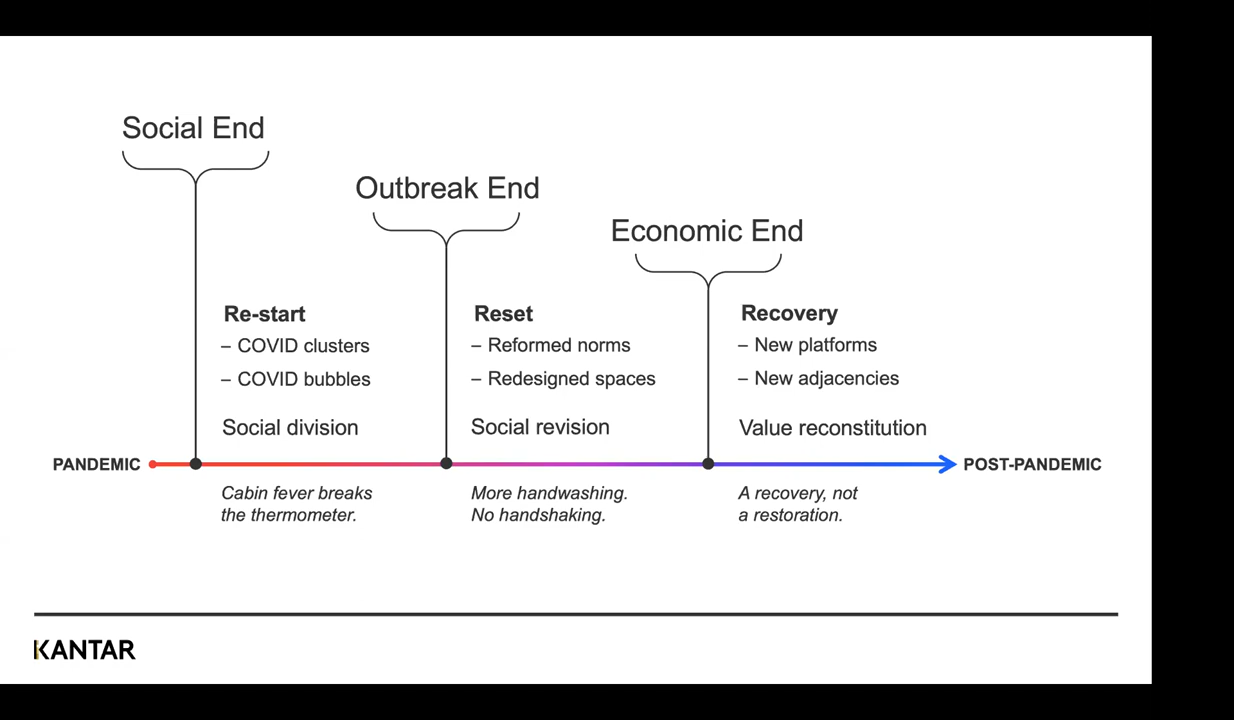 Social End
Outbreak End
Economic End
Re-start
– COVID clusters
– COVID bubbles
Social division
Reset
– Reformed norms
– Redesigned spaces
Social revision
Recovery
– New platforms
– New adjacencies
Value reconstitution
PANDEMIC
POST-PANDEMIC
Cabin fever breaks
the thermometer.
More handwashing.
No handshaking.
A recovery, not
a restoration.
KANTAR